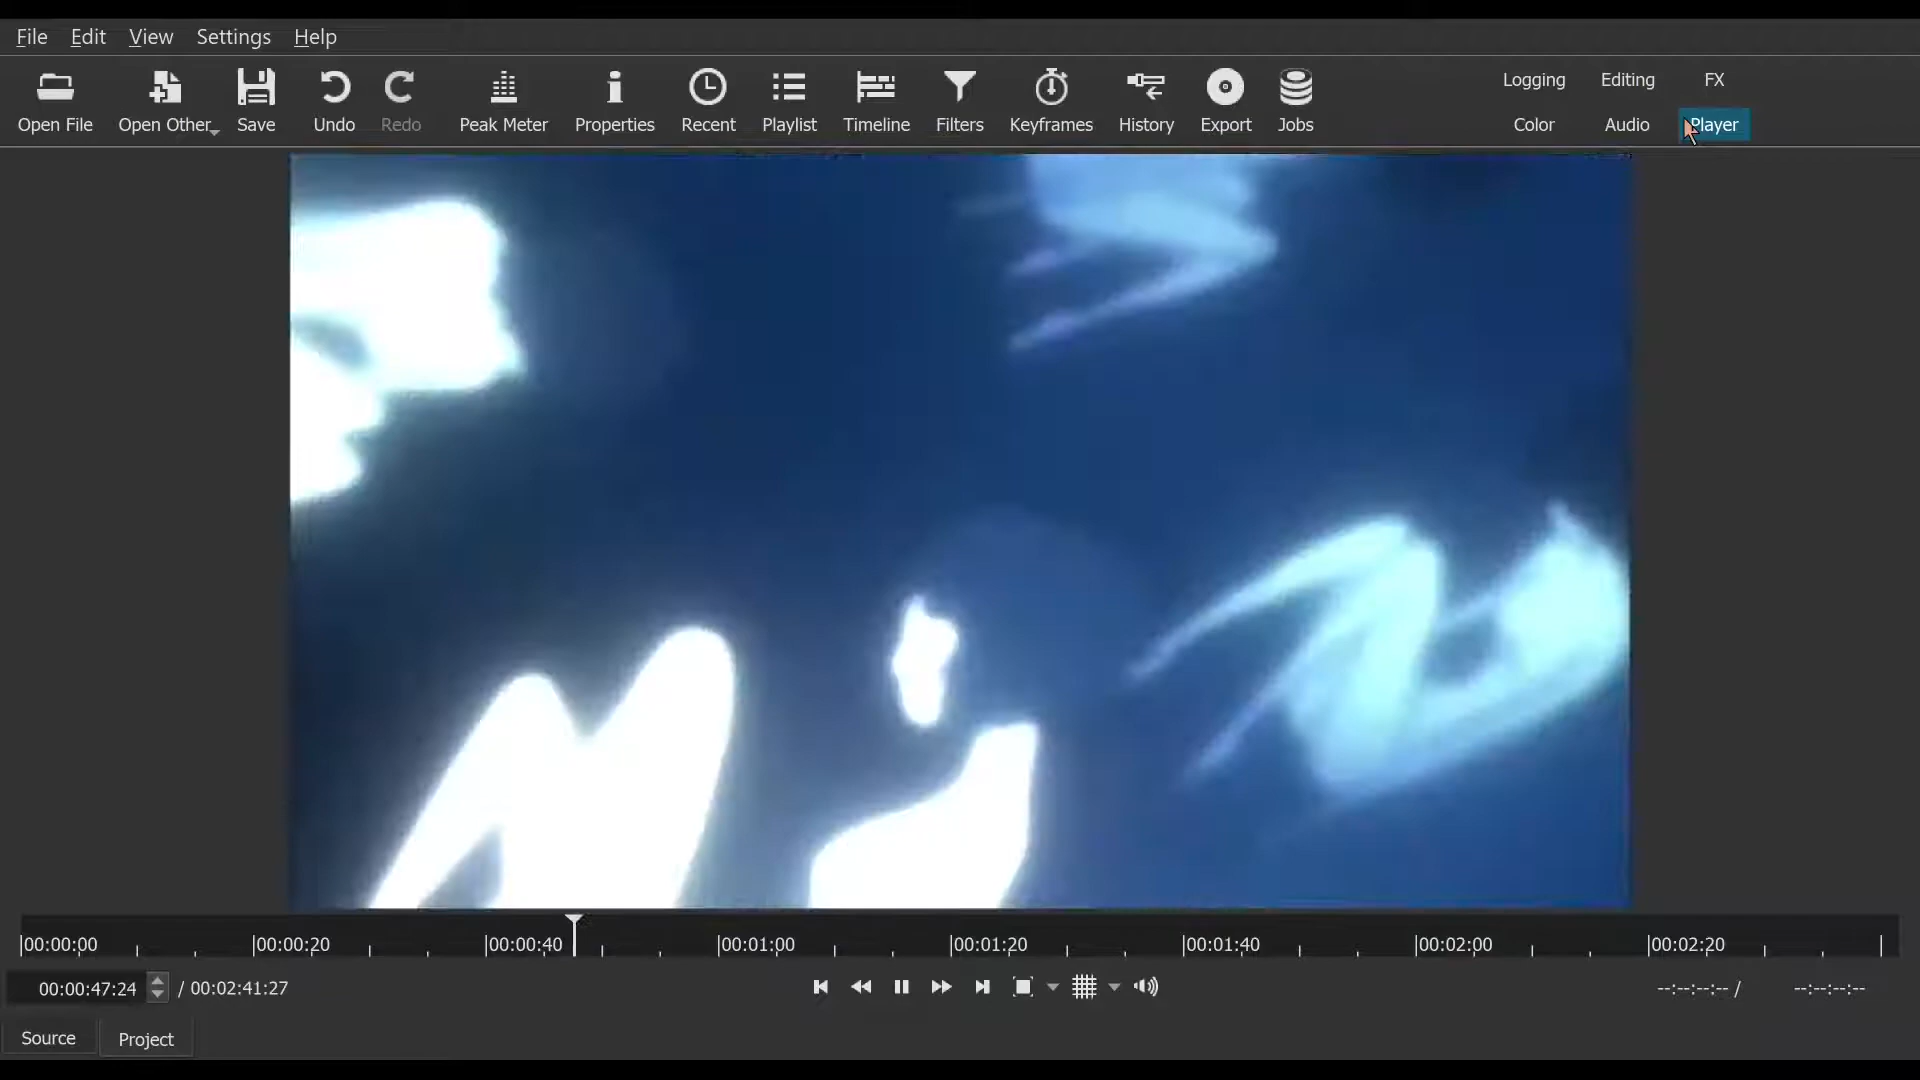 File Edit View Settings Help
Open File Open Other Save Undo Redo Peak Meter Properties Recent Playlist Timeline Filters Keyframes History Export Jobs
Logging Editing FX
Color Audio Player
00:00:00 00:00:20 00:00:40 00:01:00 00:01:20 00:01:40 00:02:00 00:02:20
00:00:47:24 / 00:02:41:27 --:--:--:-- / --:--:--:--
Source Project